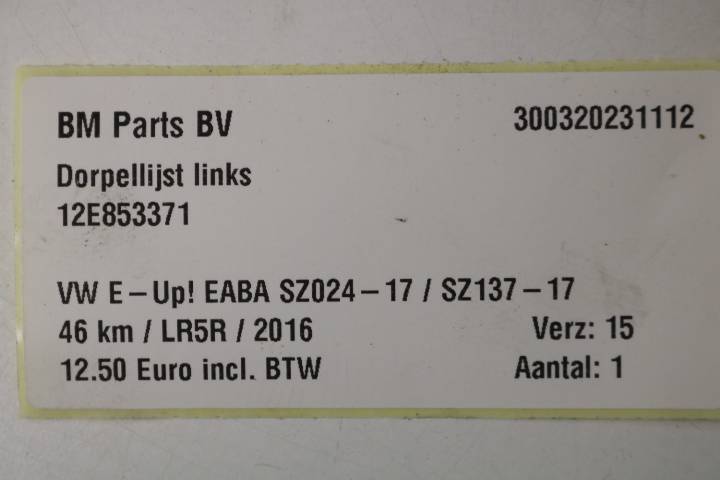 BM Parts BV 300320231112
Dorpellijst links
12E853371
VW E-Up! EABA SZ024-17 / SZ137-17
46 km / LR5R / 2016 Verz: 15
12.50 Euro incl. BTW Aantal: 1